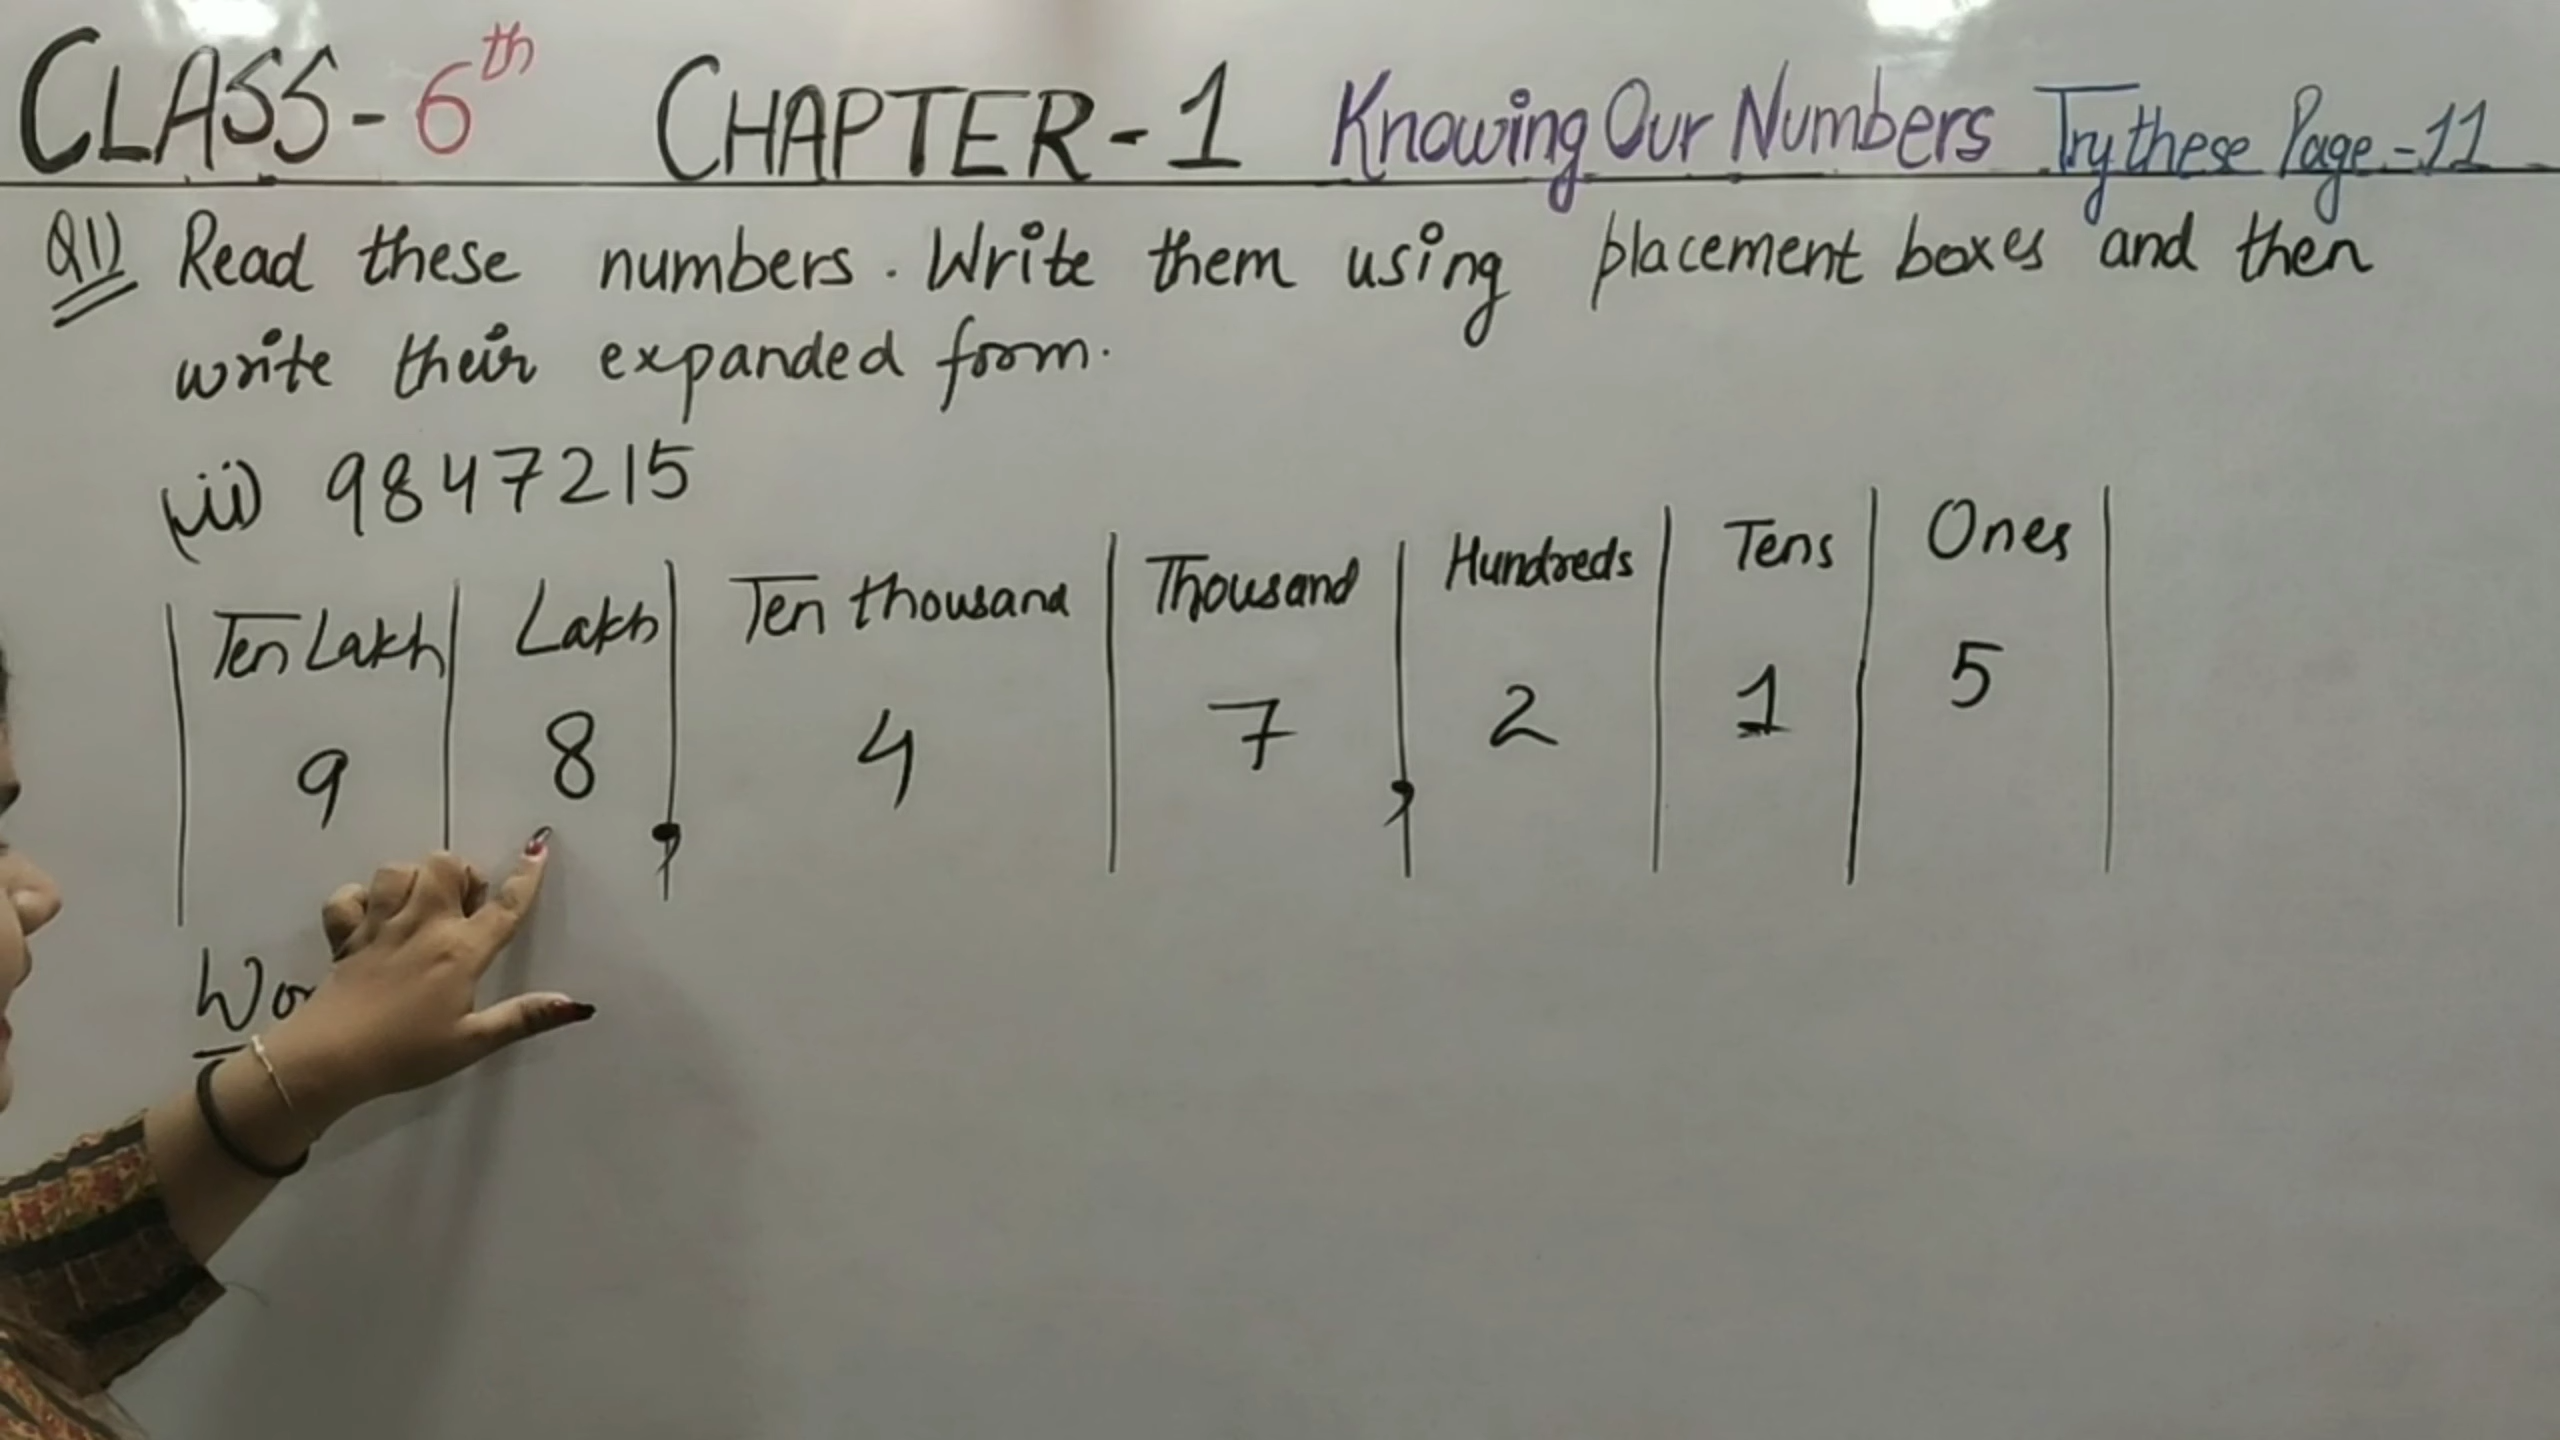 CLASS-6th CHAPTER-1 Knowing Our Numbers Try these Page-11
Q1) Read these numbers. Write them using placement boxes and then
write their expanded form.
(iii) 9847215
Ten Lakh Lakh Ten thousand Thousand Hundreds Tens Ones
9 8 , 4 7 , 2 1 5